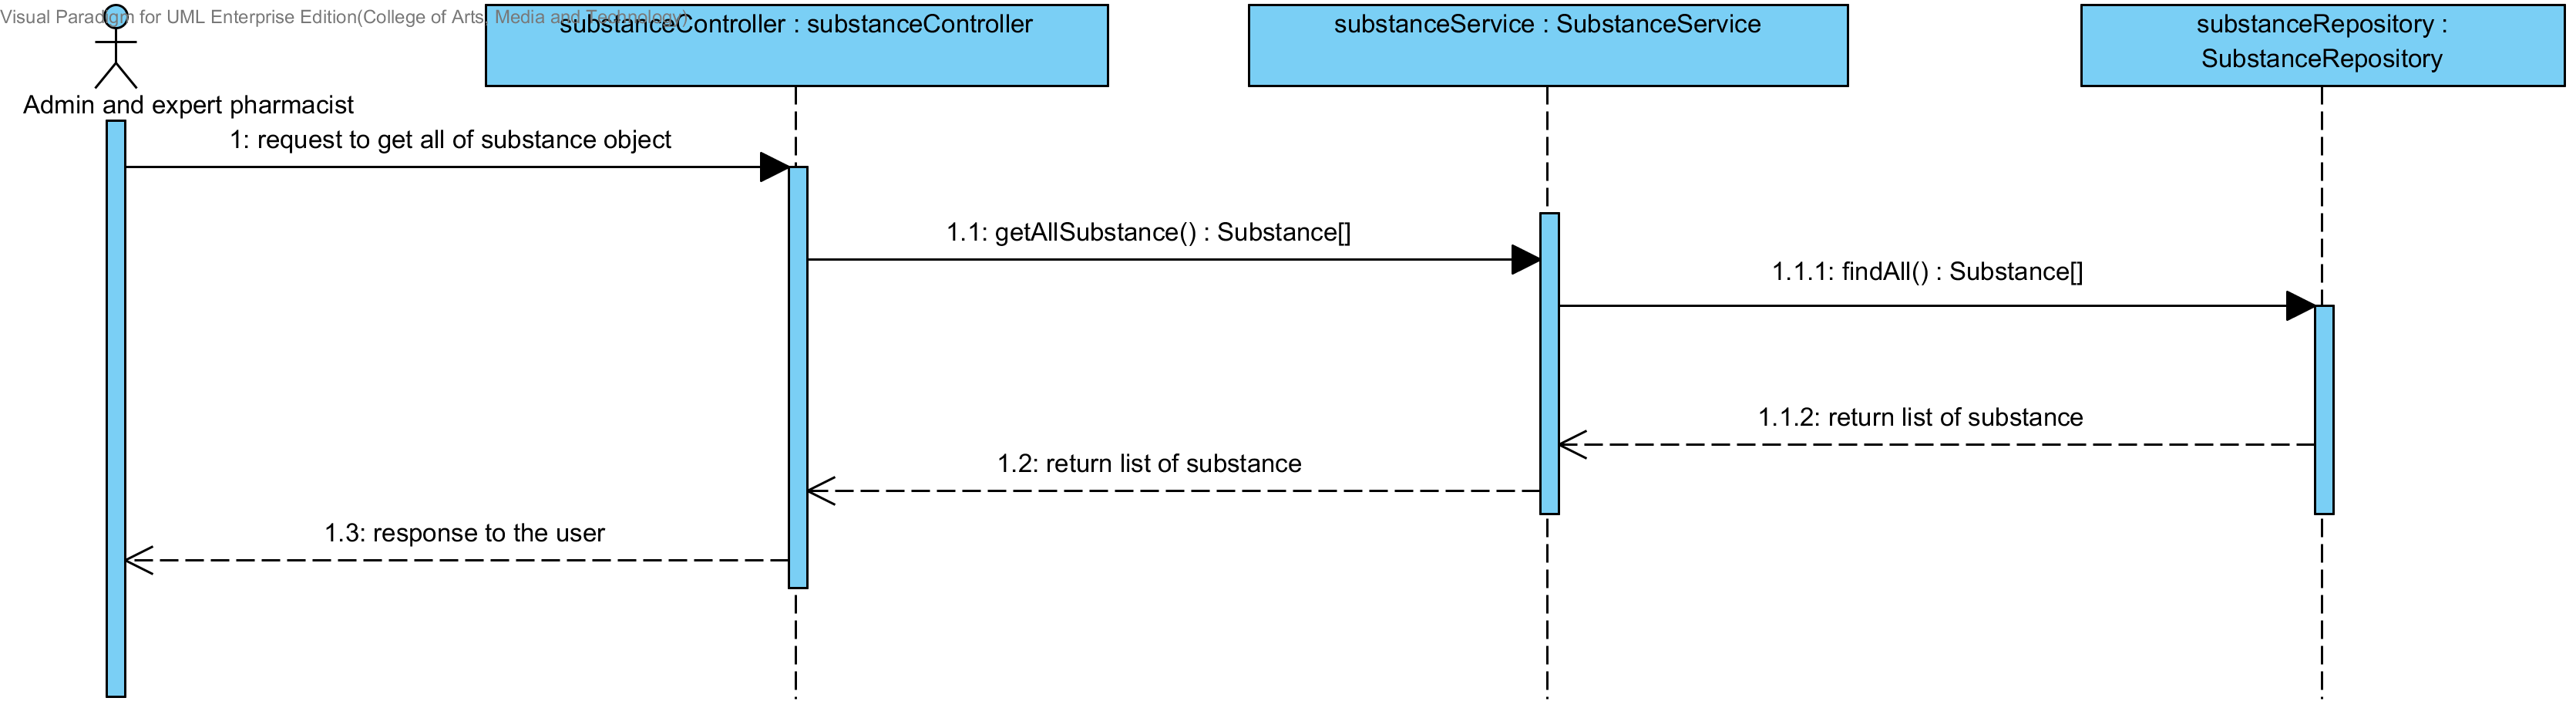 Visual Paradigm for UML Enterprise Edition(College of Arts, Media and Technology)
substanceController : substanceController
substanceService : SubstanceService
substanceRepository :
SubstanceRepository
Admin and expert pharmacist
1: request to get all of substance object
1.1: getAllSubstance() : Substance[]
1.1.1: findAll() : Substance[]
1.1.2: return list of substance
1.2: return list of substance
1.3: response to the user